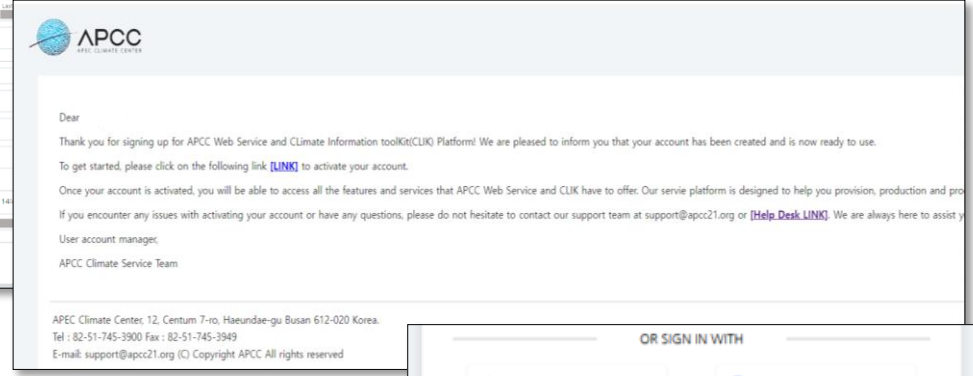 APCC
APEC CLIMATE CENTER
Dear
Thank you for signing up for APCC Web Service and CLimate Information toolKit(CLIK) Platform! We are pleased to inform you that your account has been created and is now ready to use.
To get started, please click on the following link [LINK] to activate your account.
Once your account is activated, you will be able to access all the features and services that APCC Web Service and CLIK have to offer. Our servie platform is designed to help you provision, production and pro
If you encounter any issues with activating your account or have any questions, please do not hesitate to contact our support team at support@apcc21.org or [Help Desk LINK]. We are always here to assist y
User account manager,
APCC Climate Service Team
APEC Climate Center, 12, Centum 7-ro, Haeundae-gu Busan 612-020 Korea.
Tel : 82-51-745-3900 Fax : 82-51-745-3949
E-mail: support@apcc21.org (C) Copyright APCC All rights reserved
OR SIGN IN WITH